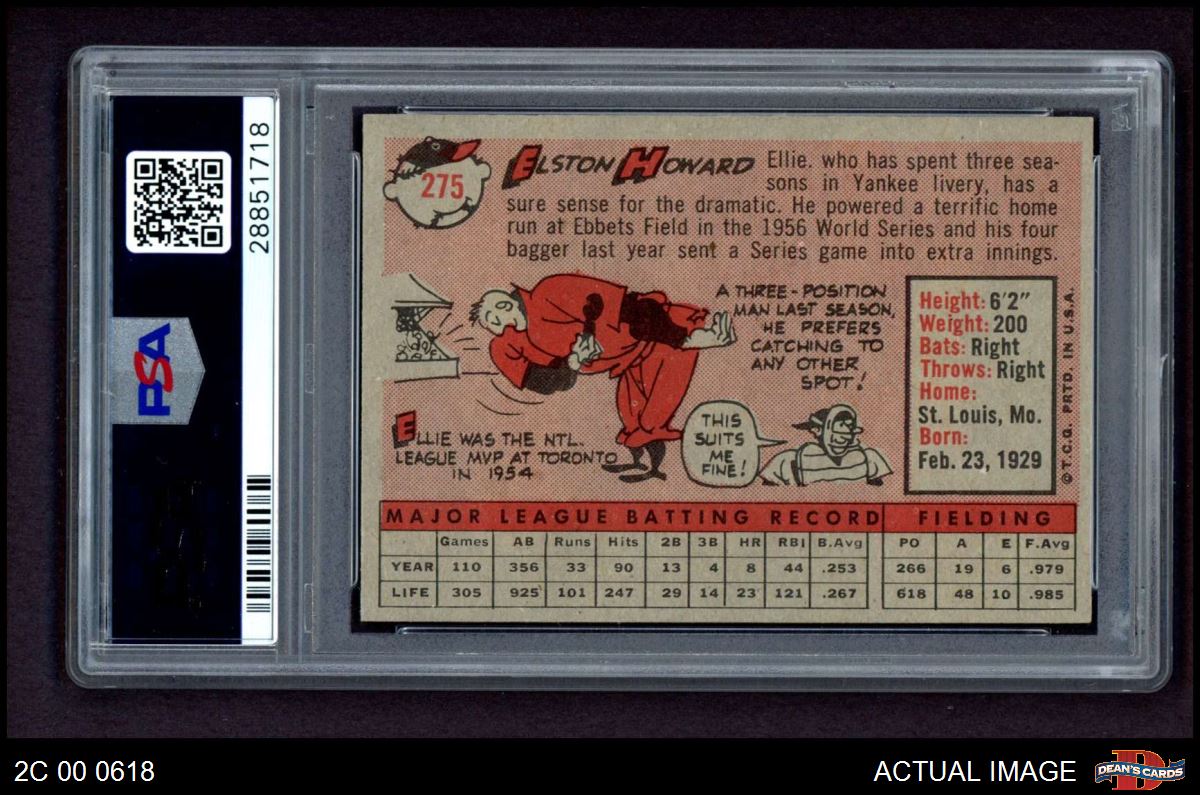 28851718
PSA
275
ELSTON HOWARD
Ellie. who has spent three sea-
sons in Yankee livery, has a
sure sense for the dramatic. He powered a terrific home
run at Ebbets Field in the 1956 World Series and his four
bagger last year sent a Series game into extra innings.
A THREE-POSITION
MAN LAST SEASON,
HE PREFERS
CATCHING TO
ANY OTHER
SPOT!
ELLIE WAS THE NTL.
LEAGUE MVP AT TORONTO
IN 1954
THIS
SUITS
ME
FINE!
Height: 6'2"
Weight: 200
Bats: Right
Throws: Right
Home:
St. Louis, Mo.
Born:
Feb. 23, 1929
© T.C.G. PRTD. IN U.S.A.
MAJOR LEAGUE BATTING RECORD FIELDING
Games AB Runs Hits 2B 3B HR RBI B.Avg PO A E F.Avg
YEAR 110 356 33 90 13 4 8 44 .253 266 19 6 .979
LIFE 305 925 101 247 29 14 23 121 .267 618 48 10 .985
2C 00 0618
ACTUAL IMAGE
D
DEAN'S CARDS